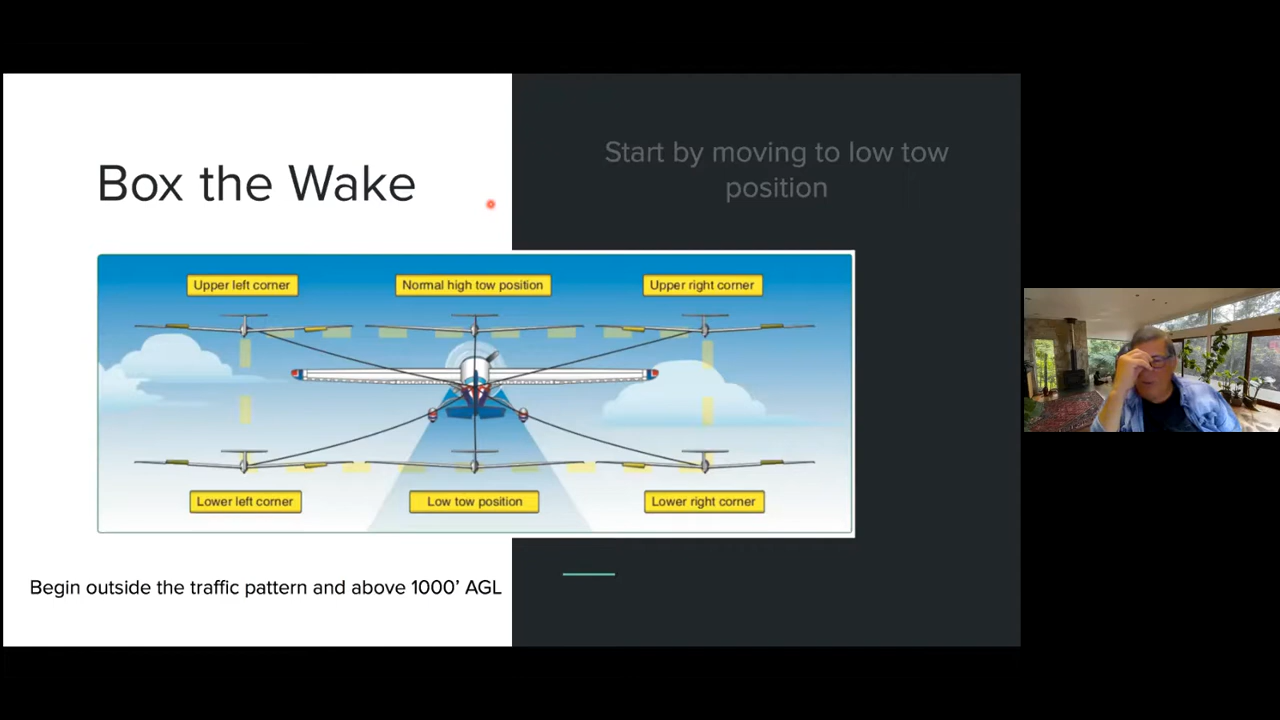 Box the Wake
Start by moving to low tow
position
Upper left corner
Normal high tow position
Upper right corner
Lower left corner
Low tow position
Lower right corner
Begin outside the traffic pattern and above 1000’ AGL